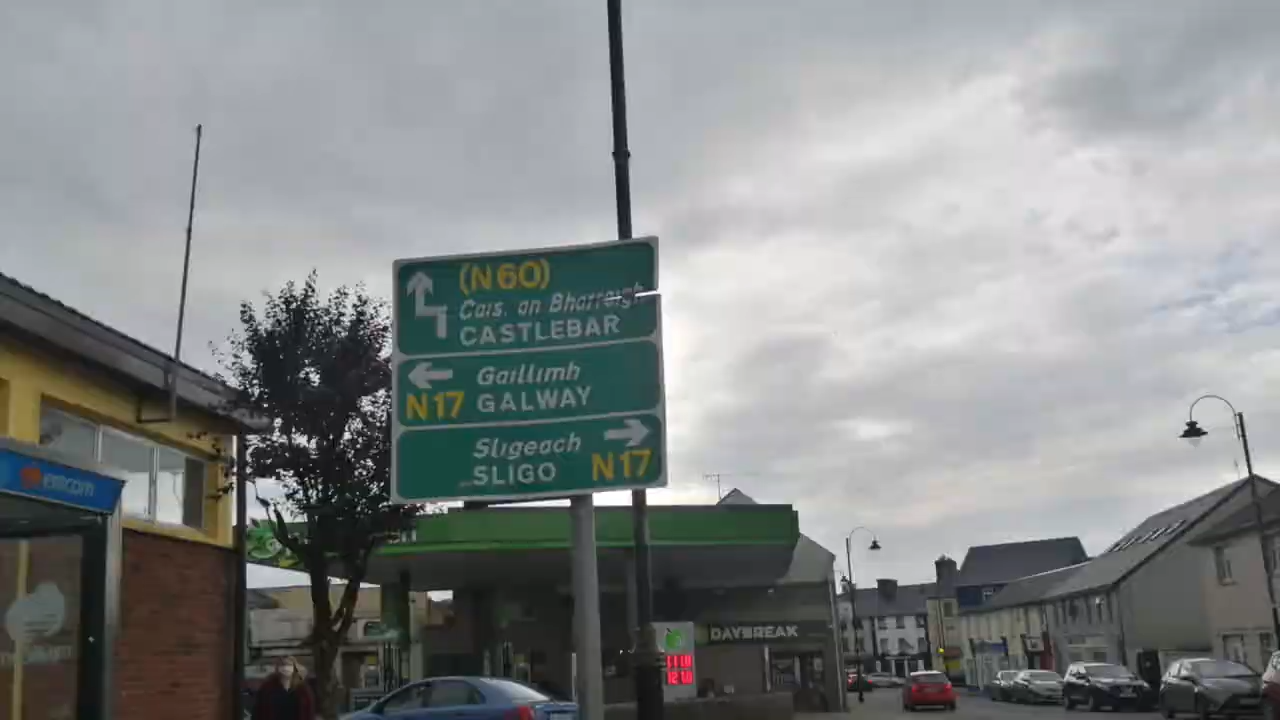 (N60)
Cais. an Bharraigh
CASTLEBAR
Gaillimh
N17 GALWAY
Sligeach
SLIGO N17
eircom
DAYBREAK